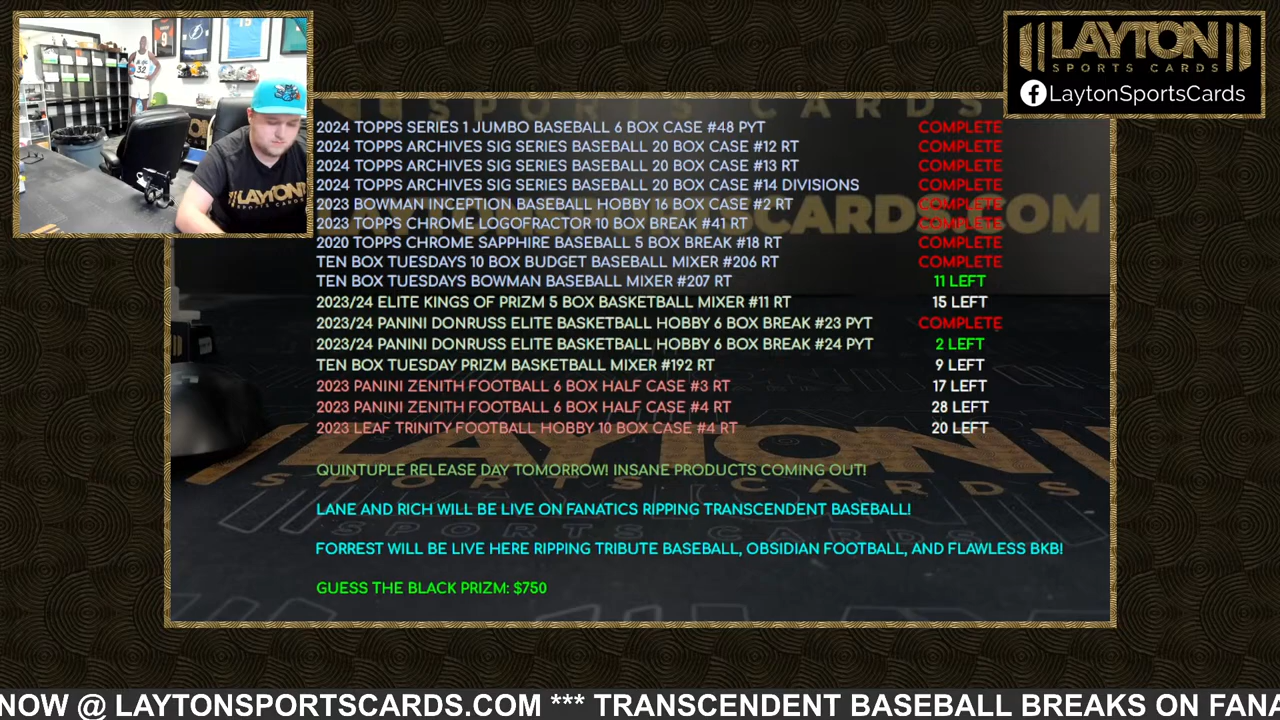 LAYTON
SPORTS CARDS
LaytonSportsCards
SPORTS CARDS
2024 TOPPS SERIES 1 JUMBO BASEBALL 6 BOX CASE #48 PYT COMPLETE
2024 TOPPS ARCHIVES SIG SERIES BASEBALL 20 BOX CASE #12 RT COMPLETE
2024 TOPPS ARCHIVES SIG SERIES BASEBALL 20 BOX CASE #13 RT COMPLETE
2024 TOPPS ARCHIVES SIG SERIES BASEBALL 20 BOX CASE #14 DIVISIONS COMPLETE
2023 BOWMAN INCEPTION BASEBALL HOBBY 16 BOX CASE #2 RT COMPLETE
2023 TOPPS CHROME LOGOFRACTOR 10 BOX BREAK #41 RT COMPLETE
2020 TOPPS CHROME SAPPHIRE BASEBALL 5 BOX BREAK #18 RT COMPLETE
TEN BOX TUESDAYS 10 BOX BUDGET BASEBALL MIXER #206 RT COMPLETE
TEN BOX TUESDAYS BOWMAN BASEBALL MIXER #207 RT 11 LEFT
2023/24 ELITE KINGS OF PRIZM 5 BOX BASKETBALL MIXER #11 RT 15 LEFT
2023/24 PANINI DONRUSS ELITE BASKETBALL HOBBY 6 BOX BREAK #23 PYT COMPLETE
2023/24 PANINI DONRUSS ELITE BASKETBALL HOBBY 6 BOX BREAK #24 PYT 2 LEFT
TEN BOX TUESDAY PRIZM BASKETBALL MIXER #192 RT 9 LEFT
2023 PANINI ZENITH FOOTBALL 6 BOX HALF CASE #3 RT 17 LEFT
2023 PANINI ZENITH FOOTBALL 6 BOX HALF CASE #4 RT 28 LEFT
2023 LEAF TRINITY FOOTBALL HOBBY 10 BOX CASE #4 RT 20 LEFT
QUINTUPLE RELEASE DAY TOMORROW! INSANE PRODUCTS COMING OUT!
LANE AND RICH WILL BE LIVE ON FANATICS RIPPING TRANSCENDENT BASEBALL!
FORREST WILL BE LIVE HERE RIPPING TRIBUTE BASEBALL, OBSIDIAN FOOTBALL, AND FLAWLESS BKB!
GUESS THE BLACK PRIZM: $750
NOW @ LAYTONSPORTSCARDS.COM *** TRANSCENDENT BASEBALL BREAKS ON FANA